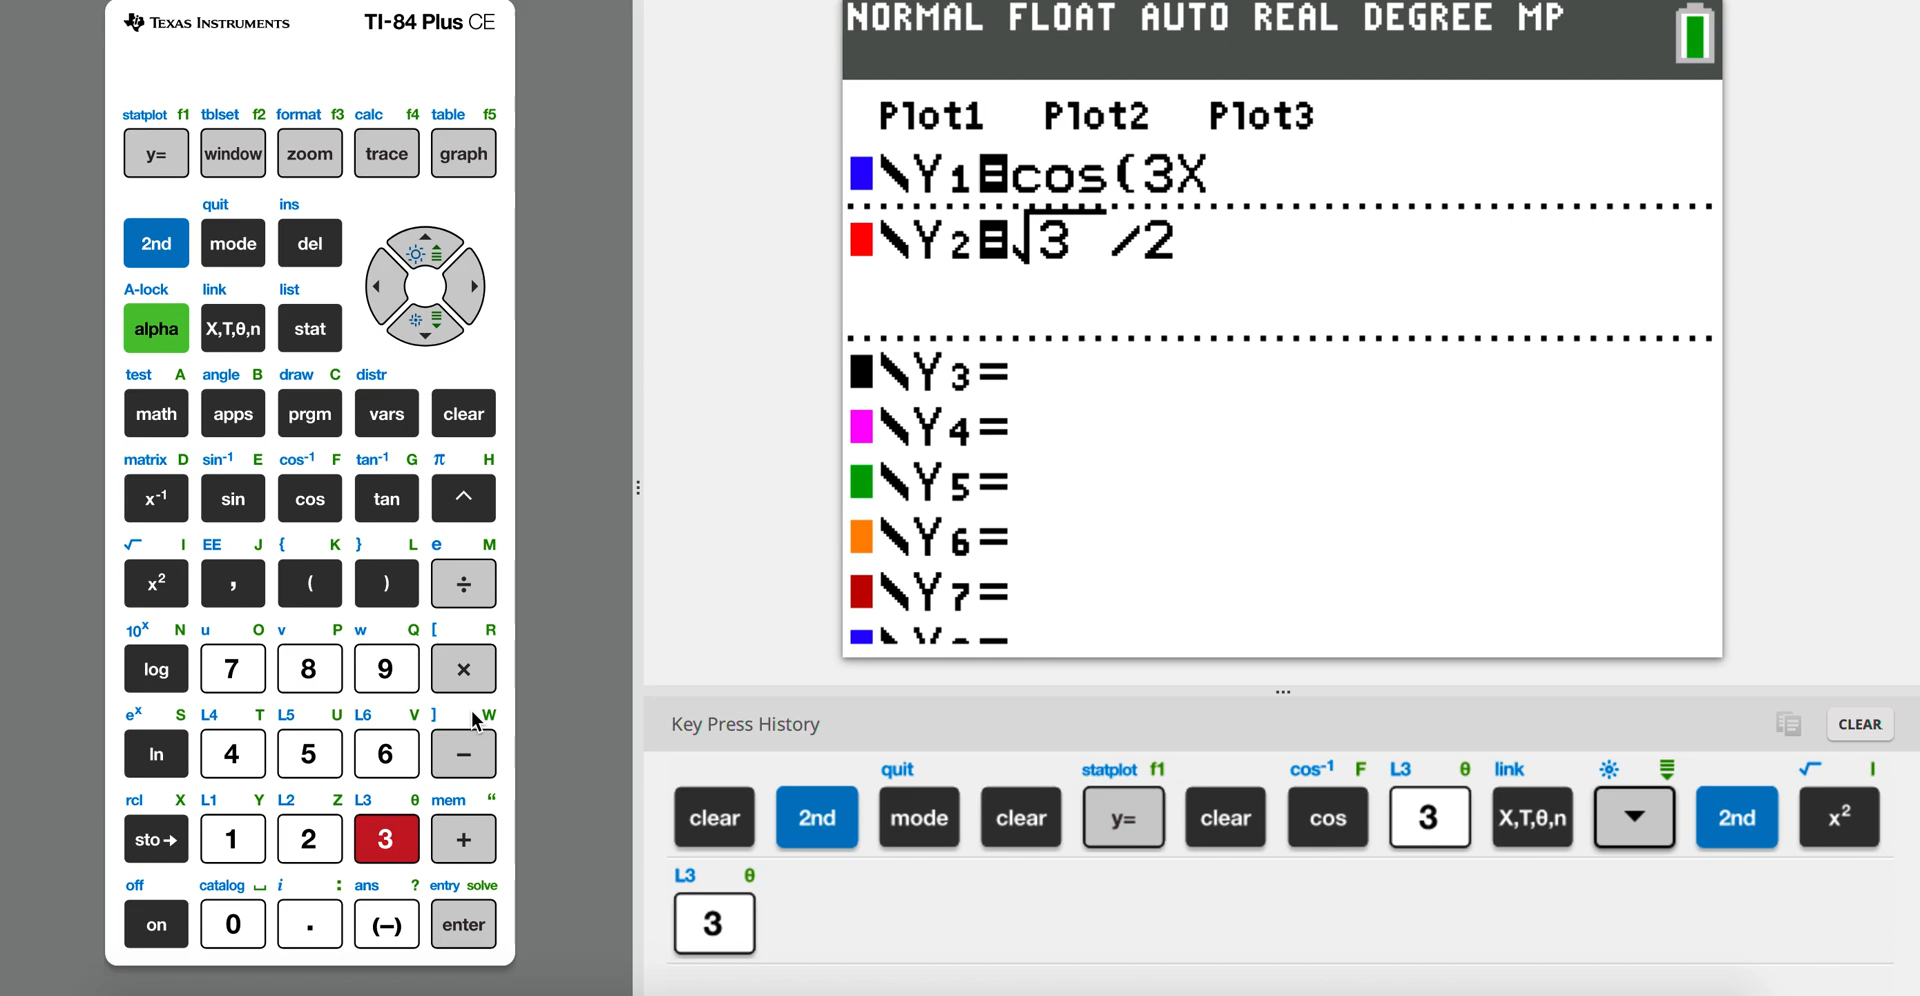 TEXAS INSTRUMENTS TI-84 Plus CE
statplot f1 tblset f2 format f3 calc f4 table f5
y= window zoom trace graph
quit ins
2nd mode del
A-lock link list
alpha X,T,θ,n stat
test A angle B draw C distr
math apps prgm vars clear
matrix D sin-1 E cos-1 F tan-1 G π H
x-1 sin cos tan ^
√ I EE J { K } L e M
x² , ( ) ÷
10ˣ N u O v P w Q [ R
log 7 8 9 ×
eˣ S L4 T L5 U L6 V ] W
ln 4 5 6 −
rcl X L1 Y L2 Z L3 θ mem “
sto→ 1 2 3 +
off catalog ⎵ i : ans ? entry solve
on 0 . (−) enter
NORMAL FLOAT AUTO REAL DEGREE MP
Plot1 Plot2 Plot3
\Y1=cos(3X
\Y2=√3 /2
\Y3=
\Y4=
\Y5=
\Y6=
\Y7=
Key Press History CLEAR
quit statplot f1 cos-1 F L3 θ link √ I
clear 2nd mode clear y= clear cos 3 X,T,θ,n 2nd x²
L3 θ
3